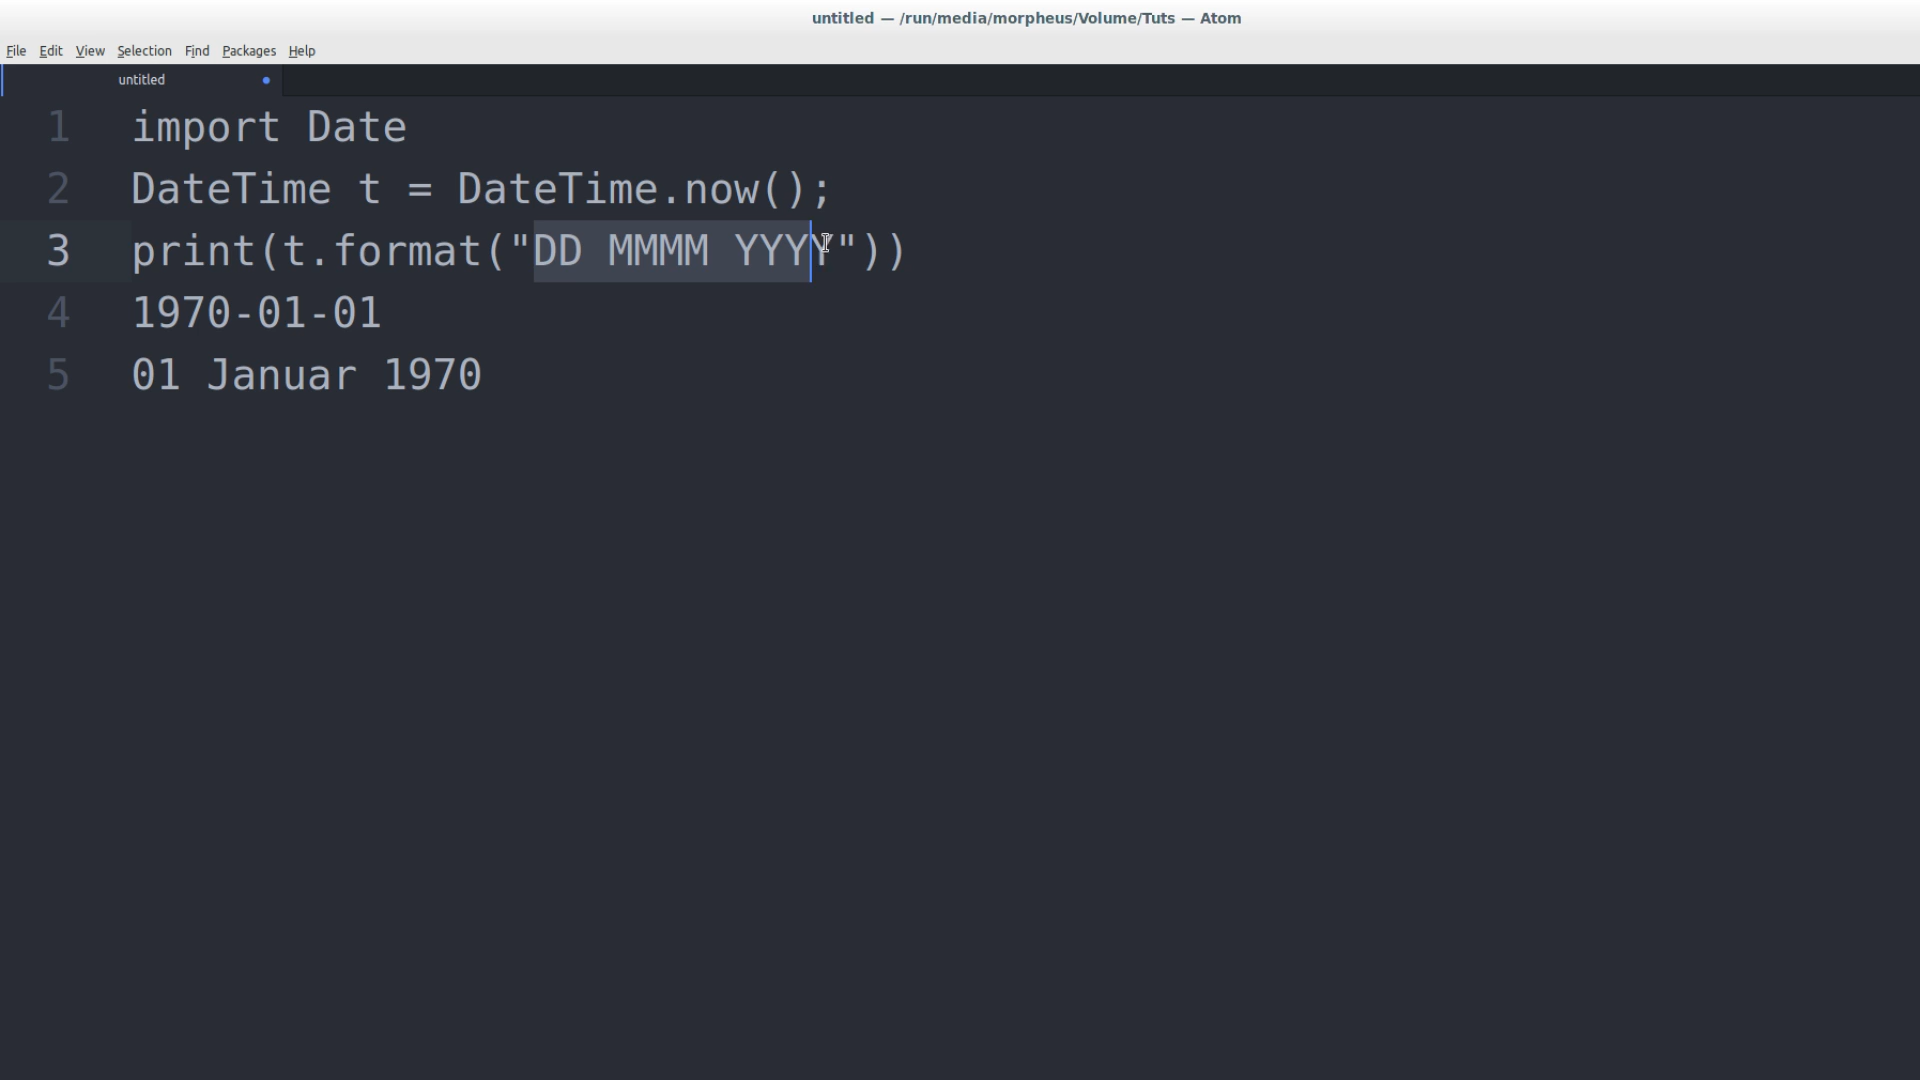 untitled — /run/media/morpheus/Volume/Tuts — Atom
File Edit View Selection Find Packages Help
untitled
1 import Date
2 DateTime t = DateTime.now();
3 print(t.format("DD MMMM YYYY"))
4 1970-01-01
5 01 Januar 1970